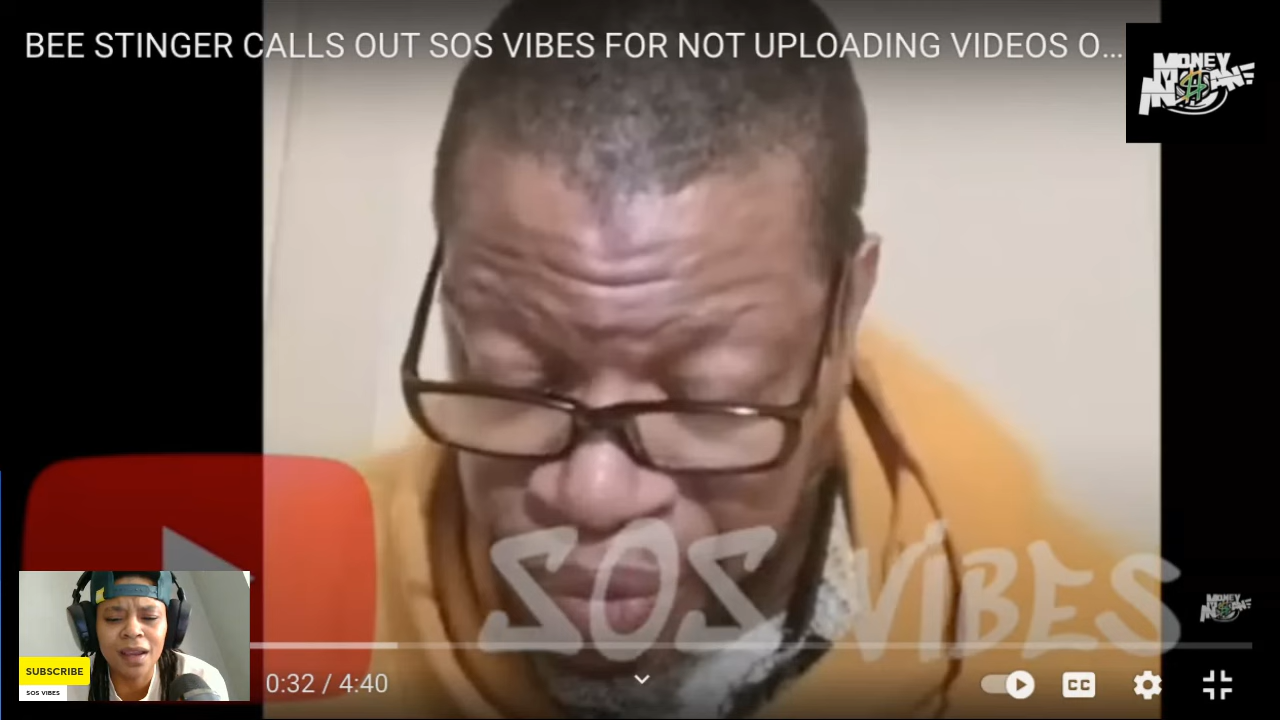 BEE STINGER CALLS OUT SOS VIBES FOR NOT UPLOADING VIDEOS O...
MONEY
SOS VIBES
SUBSCRIBE
SOS VIBES
0:32 / 4:40
CC
MONEY